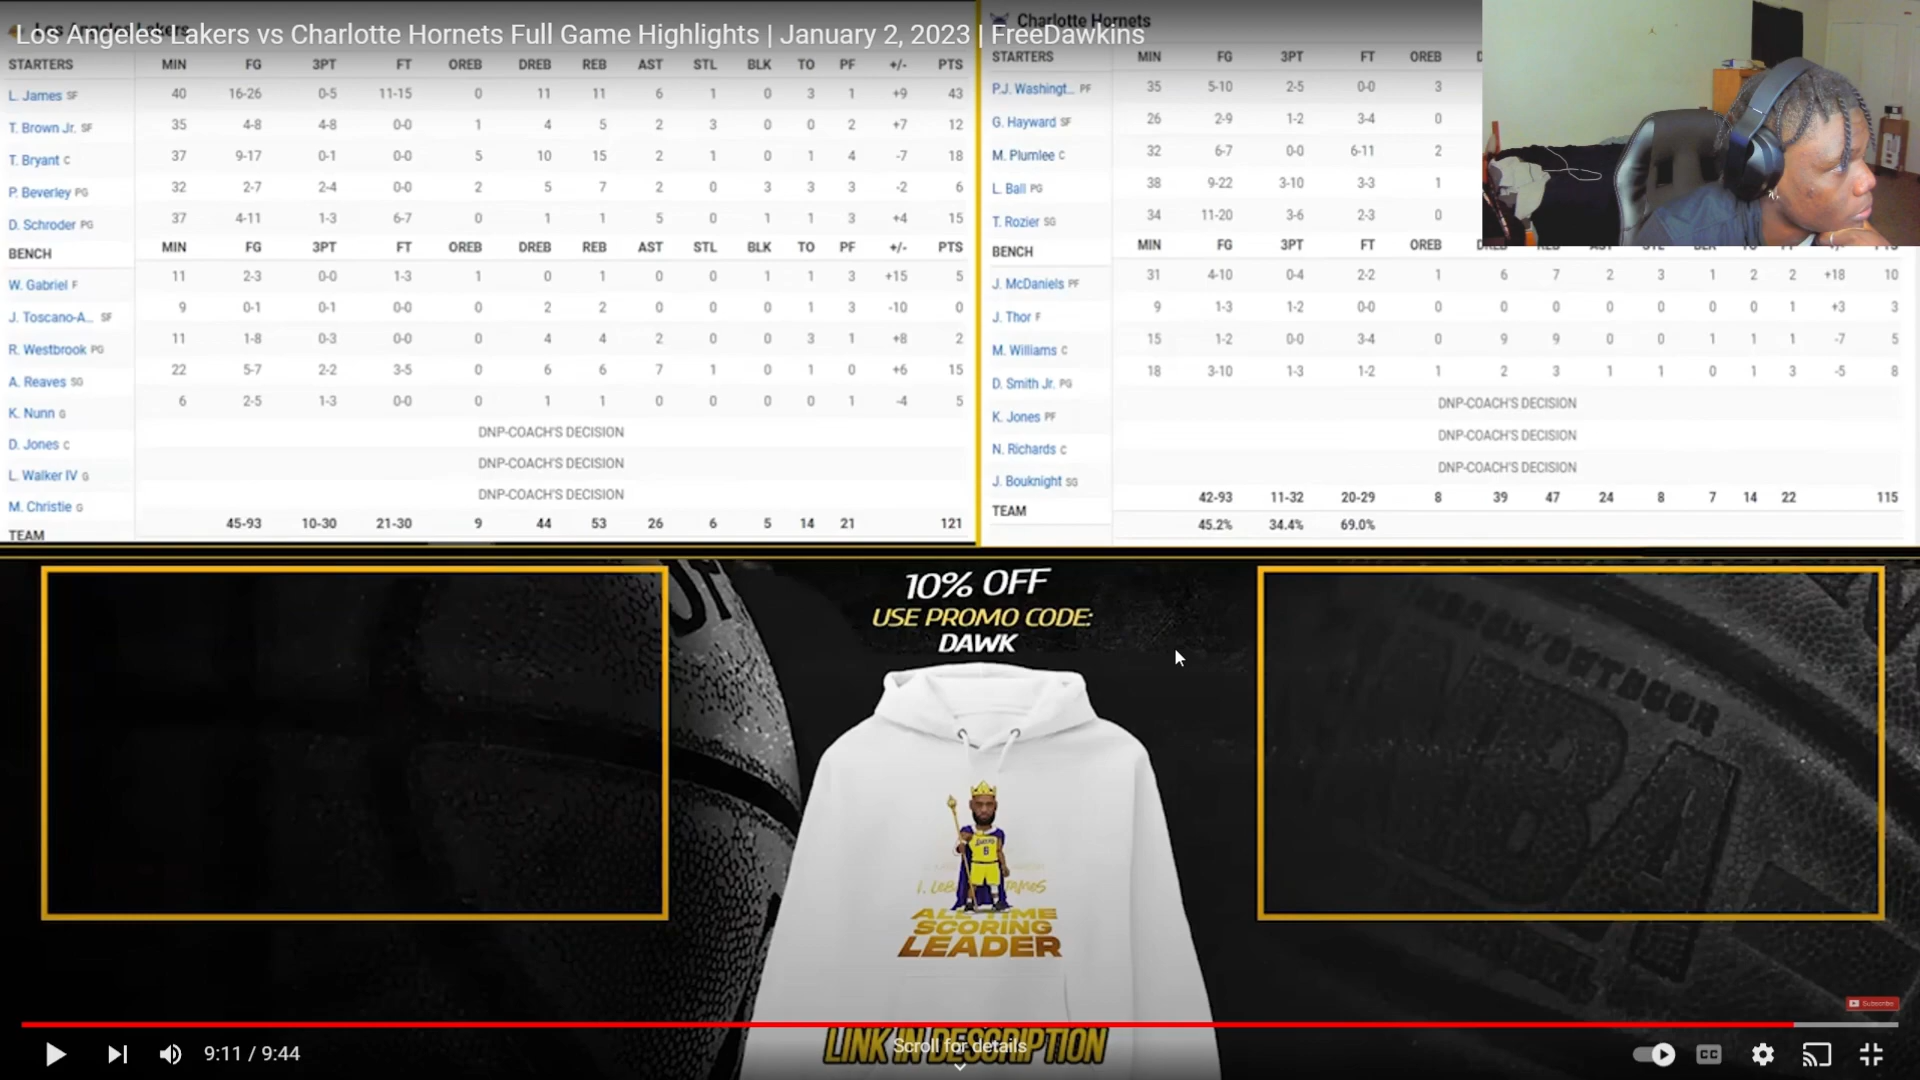 Los Angeles Lakers vs Charlotte Hornets Full Game Highlights | January 2, 2023 | FreeDawkins
STARTERS MIN FG 3PT FT OREB DREB REB AST STL BLK TO PF +/- PTS
L. James SF 40 16-26 0-5 11-15 0 11 11 6 1 0 3 1 +9 43
T. Brown Jr. SF 35 4-8 4-8 0-0 1 4 5 2 3 0 0 2 +7 12
T. Bryant C 37 9-17 0-1 0-0 5 10 15 2 1 0 1 4 -7 18
P. Beverley PG 32 2-7 2-4 0-0 2 5 7 2 0 3 3 3 -2 6
D. Schroder PG 37 4-11 1-3 6-7 0 1 1 5 0 1 1 3 +4 15
BENCH MIN FG 3PT FT OREB DREB REB AST STL BLK TO PF +/- PTS
W. Gabriel F 11 2-3 0-0 1-3 1 0 1 0 0 1 1 3 +15 5
J. Toscano-A... SF 9 0-1 0-1 0-0 0 2 2 0 0 0 1 3 -10 0
R. Westbrook PG 11 1-8 0-3 0-0 0 4 4 2 0 0 3 1 +8 2
A. Reaves SG 22 5-7 2-2 3-5 0 6 6 7 1 0 1 0 +6 15
K. Nunn G 6 2-5 1-3 0-0 0 1 1 0 0 0 0 1 -4 5
D. Jones C DNP-COACH'S DECISION
L. Walker IV G DNP-COACH'S DECISION
M. Christie G DNP-COACH'S DECISION
TEAM 45-93 10-30 21-30 9 44 53 26 6 5 14 21 121
Charlotte Hornets
STARTERS MIN FG 3PT FT OREB
P.J. Washingt... PF 35 5-10 2-5 0-0 3
G. Hayward SF 26 2-9 1-2 3-4 0
M. Plumlee C 32 6-7 0-0 6-11 2
L. Ball PG 38 9-22 3-10 3-3 1
T. Rozier SG 34 11-20 3-6 2-3 0
BENCH MIN FG 3PT FT OREB
J. McDaniels PF 31 4-10 0-4 2-2 1 6 7 2 3 1 2 2 +18 10
J. Thor F 9 1-3 1-2 0-0 0 0 0 0 0 0 0 1 +3 3
M. Williams C 15 1-2 0-0 3-4 0 9 9 0 0 1 1 1 -7 5
D. Smith Jr. PG 18 3-10 1-3 1-2 1 2 3 1 1 0 1 3 -5 8
K. Jones PF DNP-COACH'S DECISION
N. Richards C DNP-COACH'S DECISION
J. Bouknight SG DNP-COACH'S DECISION
TEAM 42-93 11-32 20-29 8 39 47 24 8 7 14 22 115
45.2% 34.4% 69.0%
10% OFF
USE PROMO CODE:
DAWK
LAKERS
6
ALL TIME
SCORING
LEADER
LINK IN DESCRIPTION
Scroll for details
Subscribe
9:11 / 9:44
CC